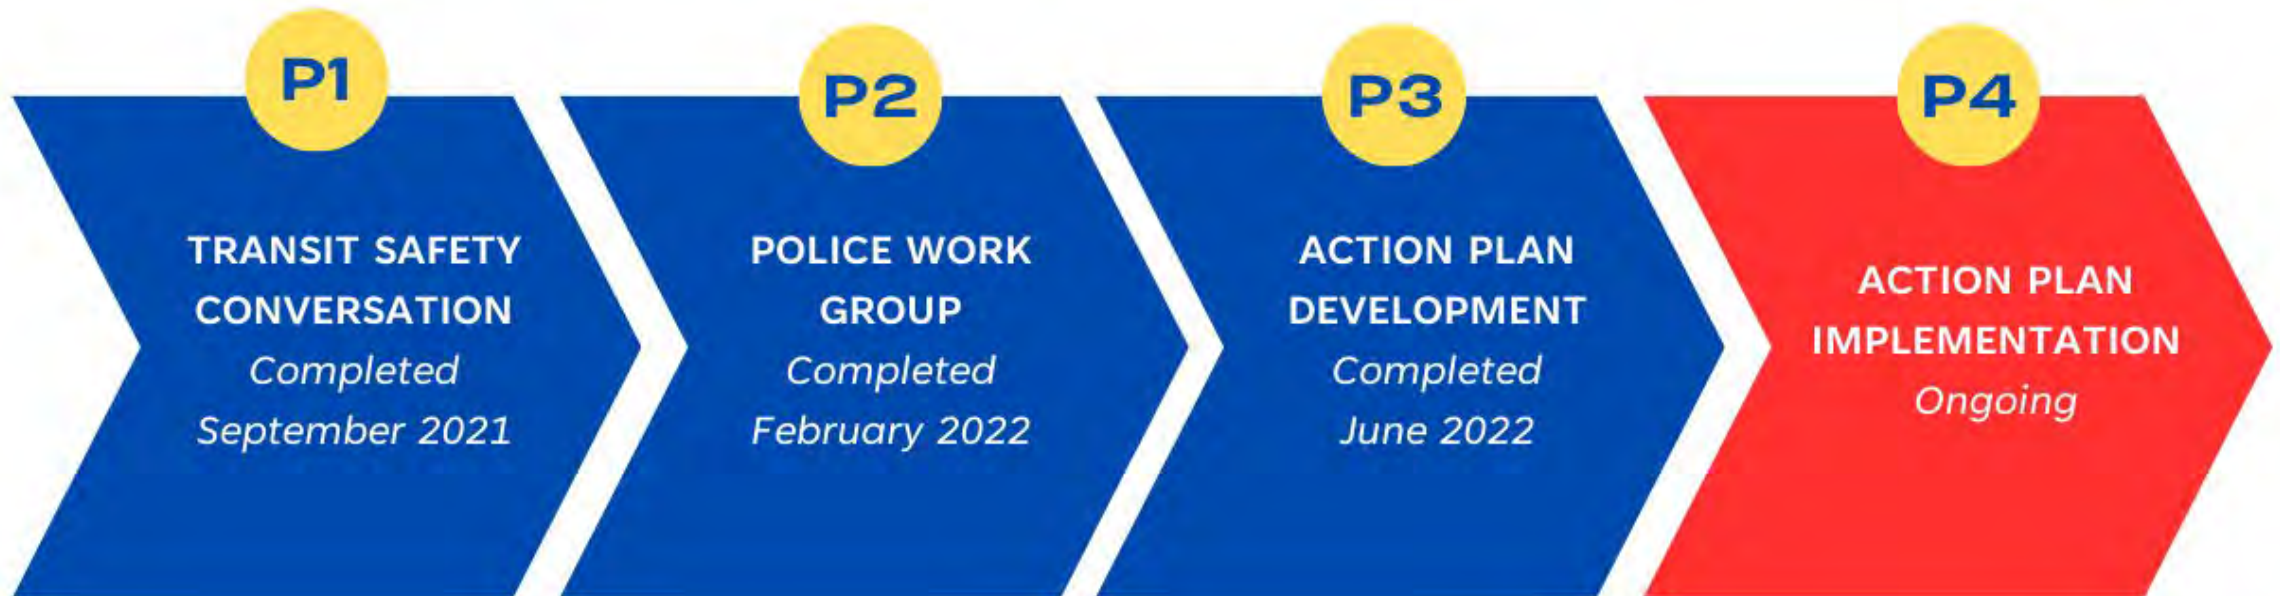 P1
TRANSIT SAFETY
CONVERSATION
Completed
September 2021
P2
POLICE WORK
GROUP
Completed
February 2022
P3
ACTION PLAN
DEVELOPMENT
Completed
June 2022
P4
ACTION PLAN
IMPLEMENTATION
Ongoing